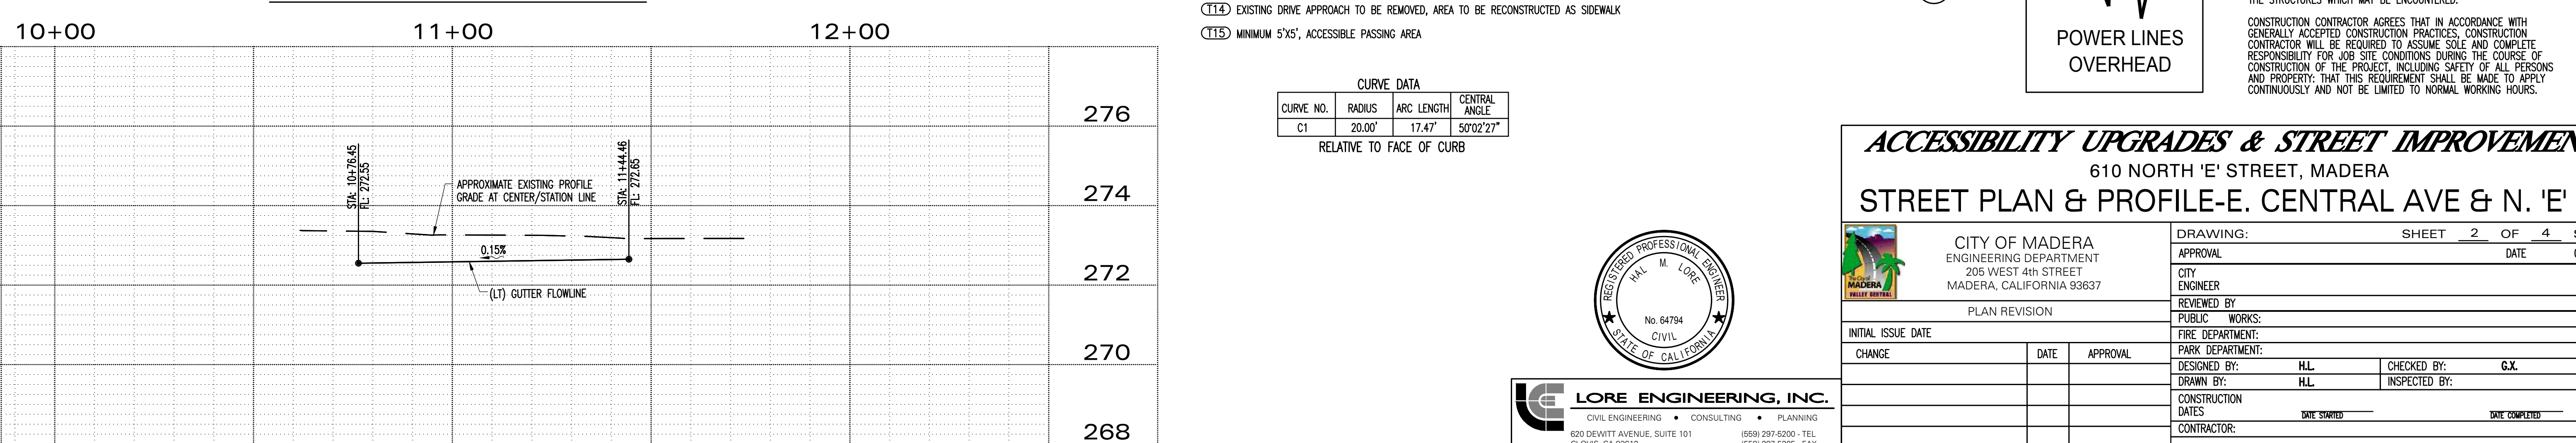 10+00
11+00
12+00
276
274
272
270
268
STA: 10+76.45
FL: 272.55
APPROXIMATE EXISTING PROFILE
GRADE AT CENTER/STATION LINE
STA: 11+44.46
FL: 272.65
0.15%
(LT) GUTTER FLOWLINE
T14 EXISTING DRIVE APPROACH TO BE REMOVED, AREA TO BE RECONSTRUCTED AS SIDEWALK
T15 MINIMUM 5'X5', ACCESSIBLE PASSING AREA
CURVE DATA
CURVE NO. RADIUS ARC LENGTH CENTRAL ANGLE
C1 20.00' 17.47' 50°02'27"
RELATIVE TO FACE OF CURB
POWER LINES
OVERHEAD
THE STRUCTURES WHICH MAY BE ENCOUNTERED.
CONSTRUCTION CONTRACTOR AGREES THAT IN ACCORDANCE WITH
GENERALLY ACCEPTED CONSTRUCTION PRACTICES, CONSTRUCTION
CONTRACTOR WILL BE REQUIRED TO ASSUME SOLE AND COMPLETE
RESPONSIBILITY FOR JOB SITE CONDITIONS DURING THE COURSE OF
CONSTRUCTION OF THE PROJECT, INCLUDING SAFETY OF ALL PERSONS
AND PROPERTY: THAT THIS REQUIREMENT SHALL BE MADE TO APPLY
CONTINUOUSLY AND NOT BE LIMITED TO NORMAL WORKING HOURS.
REGISTERED PROFESSIONAL ENGINEER
HAL M. LORE
No. 64794
CIVIL
STATE OF CALIFORNIA
LORE ENGINEERING, INC.
CIVIL ENGINEERING • CONSULTING • PLANNING
620 DEWITT AVENUE, SUITE 101 (559) 297-5200 - TEL
ACCESSIBILITY UPGRADES & STREET IMPROVEMEN
610 NORTH 'E' STREET, MADERA
STREET PLAN & PROFILE-E. CENTRAL AVE & N. 'E'
The City of
MADERA
VALLEY CENTRAL
CITY OF MADERA
ENGINEERING DEPARTMENT
205 WEST 4th STREET
MADERA, CALIFORNIA 93637
PLAN REVISION
INITIAL ISSUE DATE
CHANGE DATE APPROVAL
DRAWING: SHEET 2 OF 4
APPROVAL DATE
CITY
ENGINEER
REVIEWED BY
PUBLIC WORKS:
FIRE DEPARTMENT:
PARK DEPARTMENT:
DESIGNED BY: H.L. CHECKED BY: G.X.
DRAWN BY: H.L. INSPECTED BY:
CONSTRUCTION
DATES DATE STARTED DATE COMPLETED
CONTRACTOR: